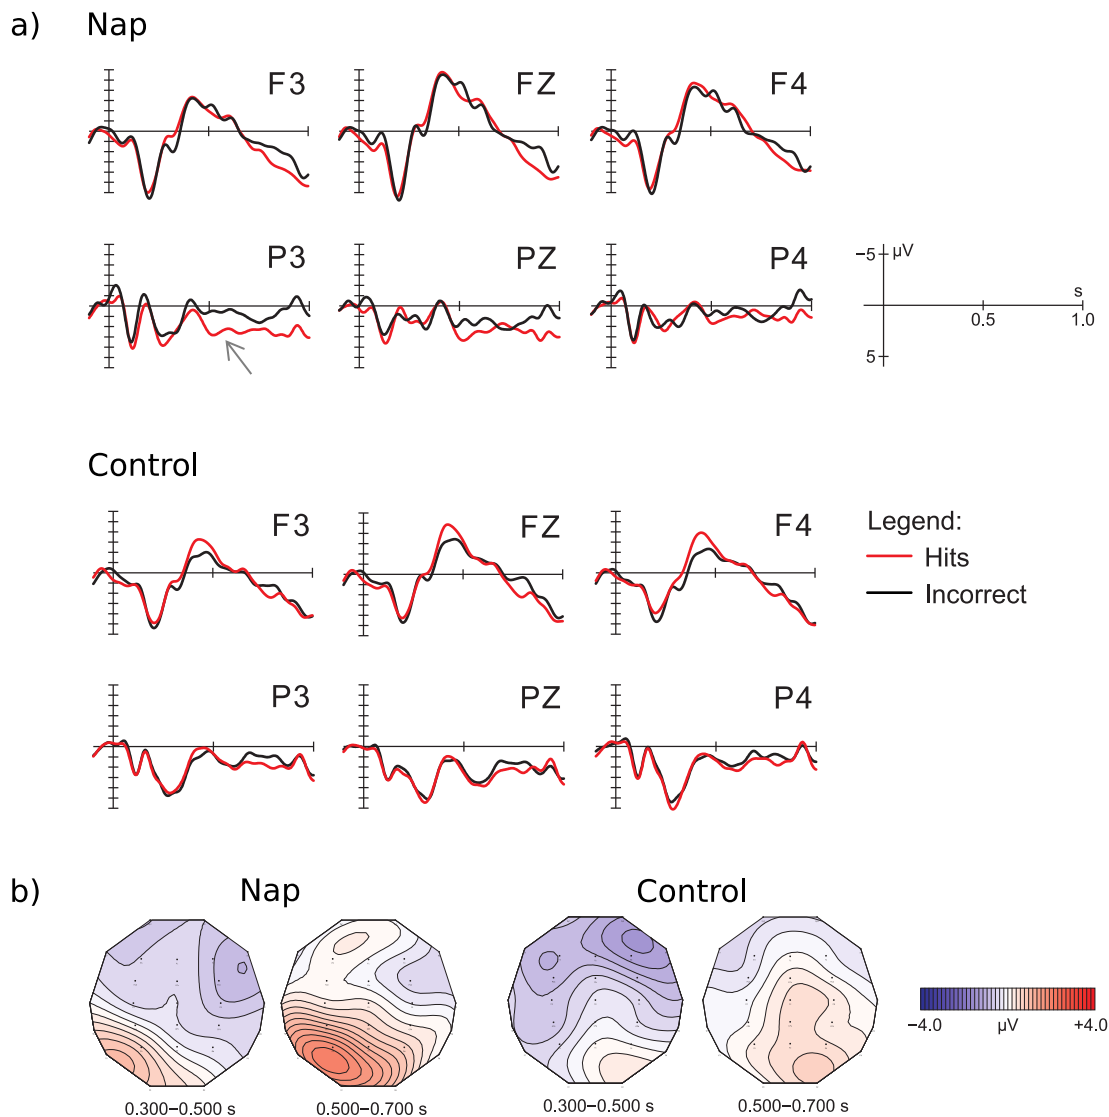 a) Nap
F3 FZ F4
P3 PZ P4
−5 μV
s
0.5 1.0
5
Control
F3 FZ F4
Legend:
Hits
Incorrect
P3 PZ P4
b) Nap Control
−4.0 μV +4.0
0.300−0.500 s 0.500−0.700 s 0.300−0.500 s 0.500−0.700 s